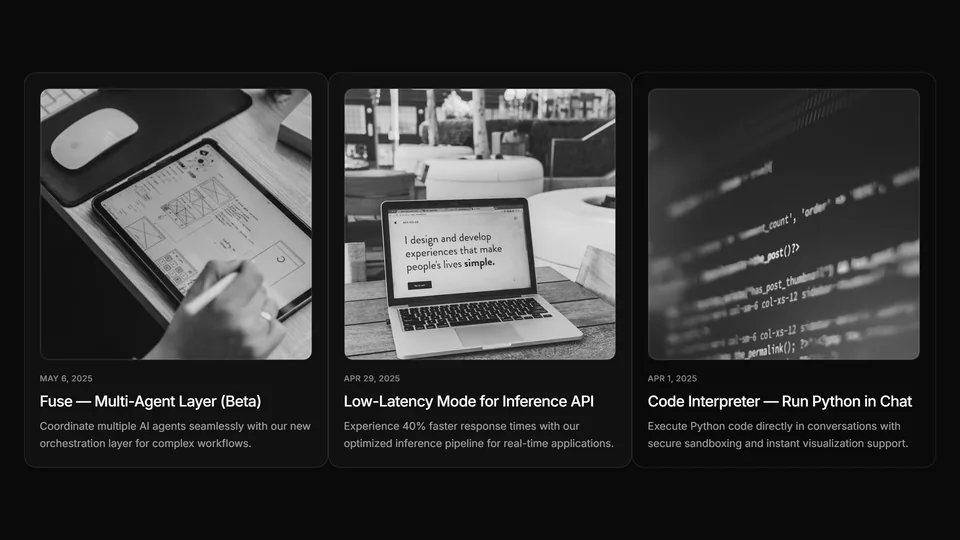 I design and develop
experiences that make
people's lives simple.
ment_count', 'order' =>
the_post()?>
"has_post_thumbnail")
col-xs-12
col-xs-12
the_permalink(); ?>
MAY 6, 2025
Fuse — Multi-Agent Layer (Beta)
Coordinate multiple AI agents seamlessly with our new
orchestration layer for complex workflows.
APR 29, 2025
Low-Latency Mode for Inference API
Experience 40% faster response times with our
optimized inference pipeline for real-time applications.
APR 1, 2025
Code Interpreter — Run Python in Chat
Execute Python code directly in conversations with
secure sandboxing and instant visualization support.